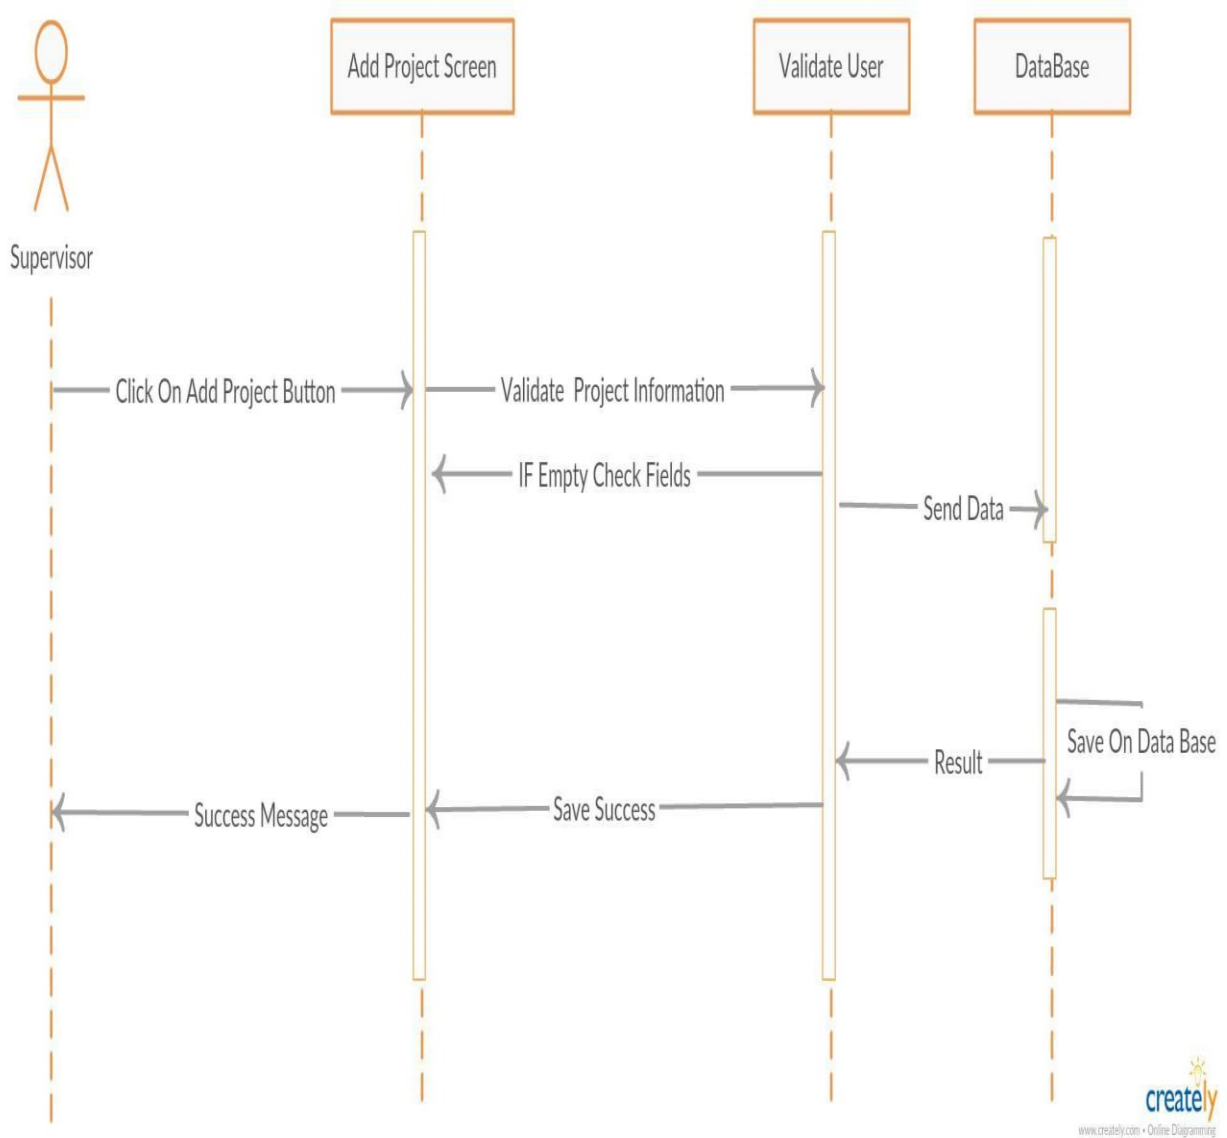 Add Project Screen
Validate User
DataBase
Supervisor
Click On Add Project Button
Validate Project Information
IF Empty Check Fields
Send Data
Save On Data Base
Result
Save Success
Success Message
creately
www.creately.com • Online Diagramming